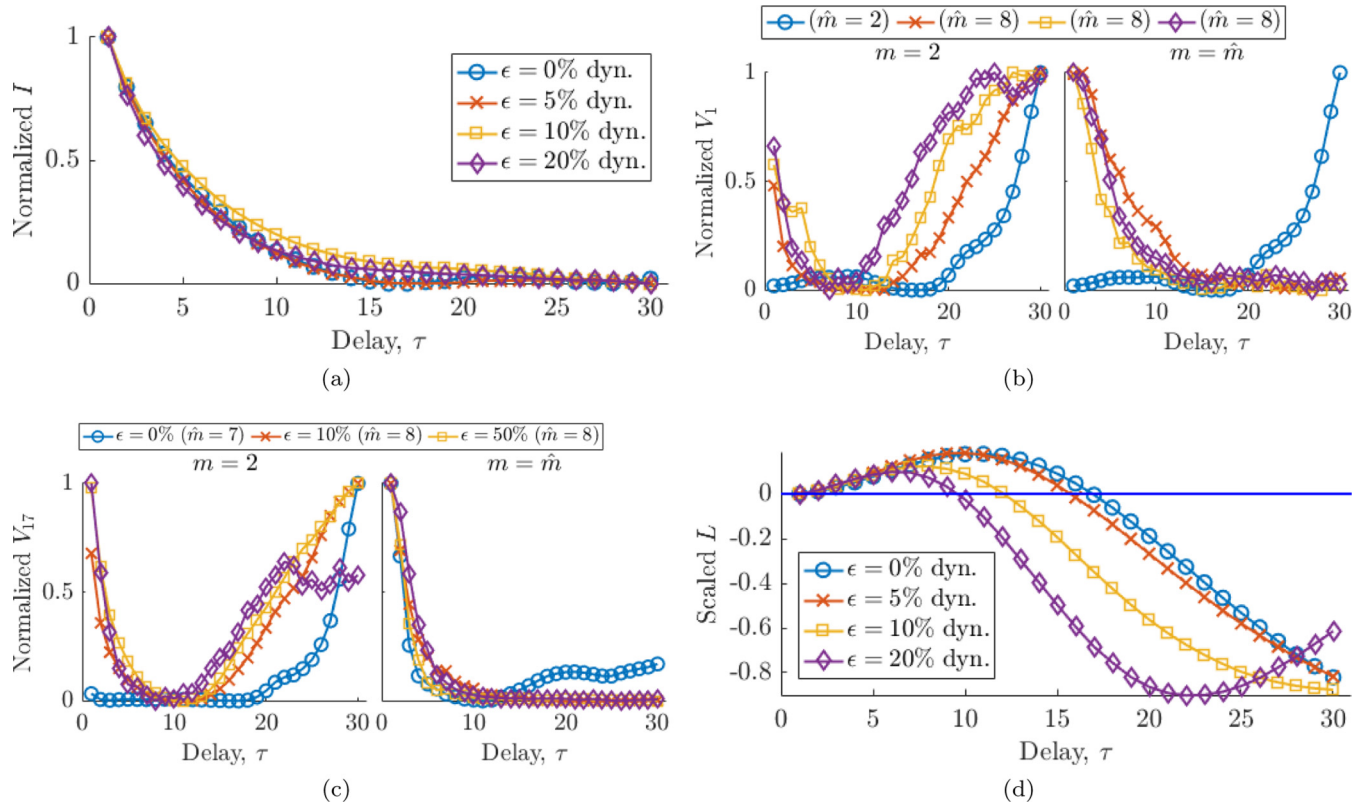 1
0.5
0
0 5 10 15 20 25 30
Normalized I
Delay, τ
ϵ = 0% dyn.
ϵ = 5% dyn.
ϵ = 10% dyn.
ϵ = 20% dyn.
(a)
(m̂ = 2) (m̂ = 8) (m̂ = 8) (m̂ = 8)
m = 2 m = m̂
1
0.5
0
0 10 20 30 10 20 30
Normalized V₁
Delay, τ Delay, τ
(b)
ϵ = 0% (m̂ = 7) ϵ = 10% (m̂ = 8) ϵ = 50% (m̂ = 8)
m = 2 m = m̂
1
0.5
0
0 10 20 30 10 20 30
Normalized V₁₇
Delay, τ Delay, τ
(c)
0
-0.2
-0.4
-0.6
-0.8
0 5 10 15 20 25 30
Scaled L
Delay, τ
ϵ = 0% dyn.
ϵ = 5% dyn.
ϵ = 10% dyn.
ϵ = 20% dyn.
(d)